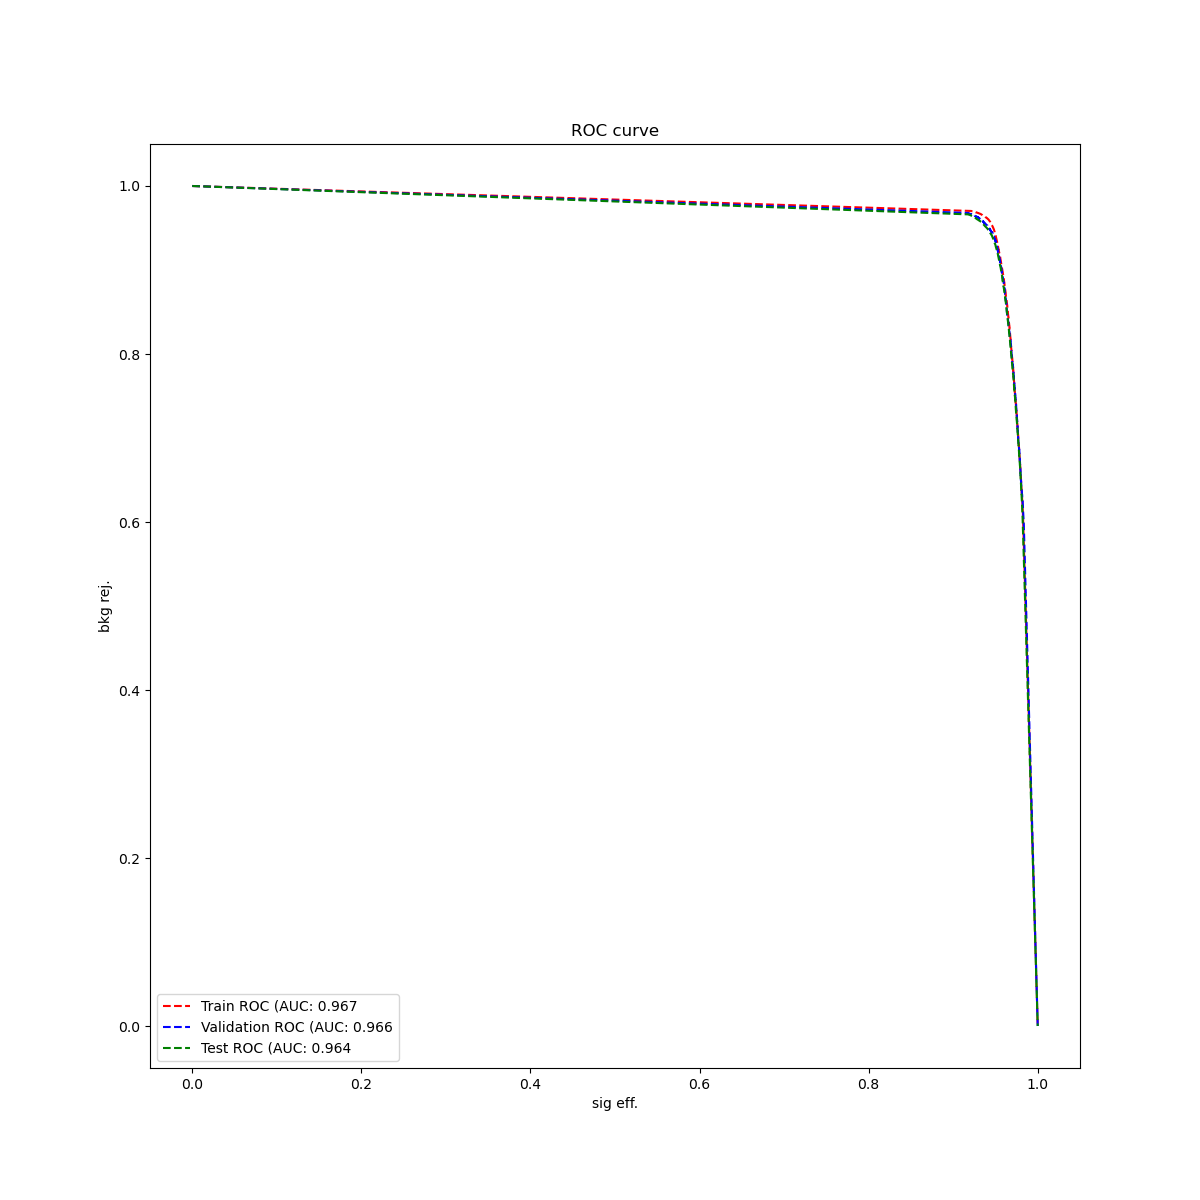 ROC curve
1.0
0.8
0.6
0.4
0.2
0.0
bkg rej.
Train ROC (AUC: 0.967
Validation ROC (AUC: 0.966
Test ROC (AUC: 0.964
0.0 0.2 0.4 0.6 0.8 1.0
sig eff.